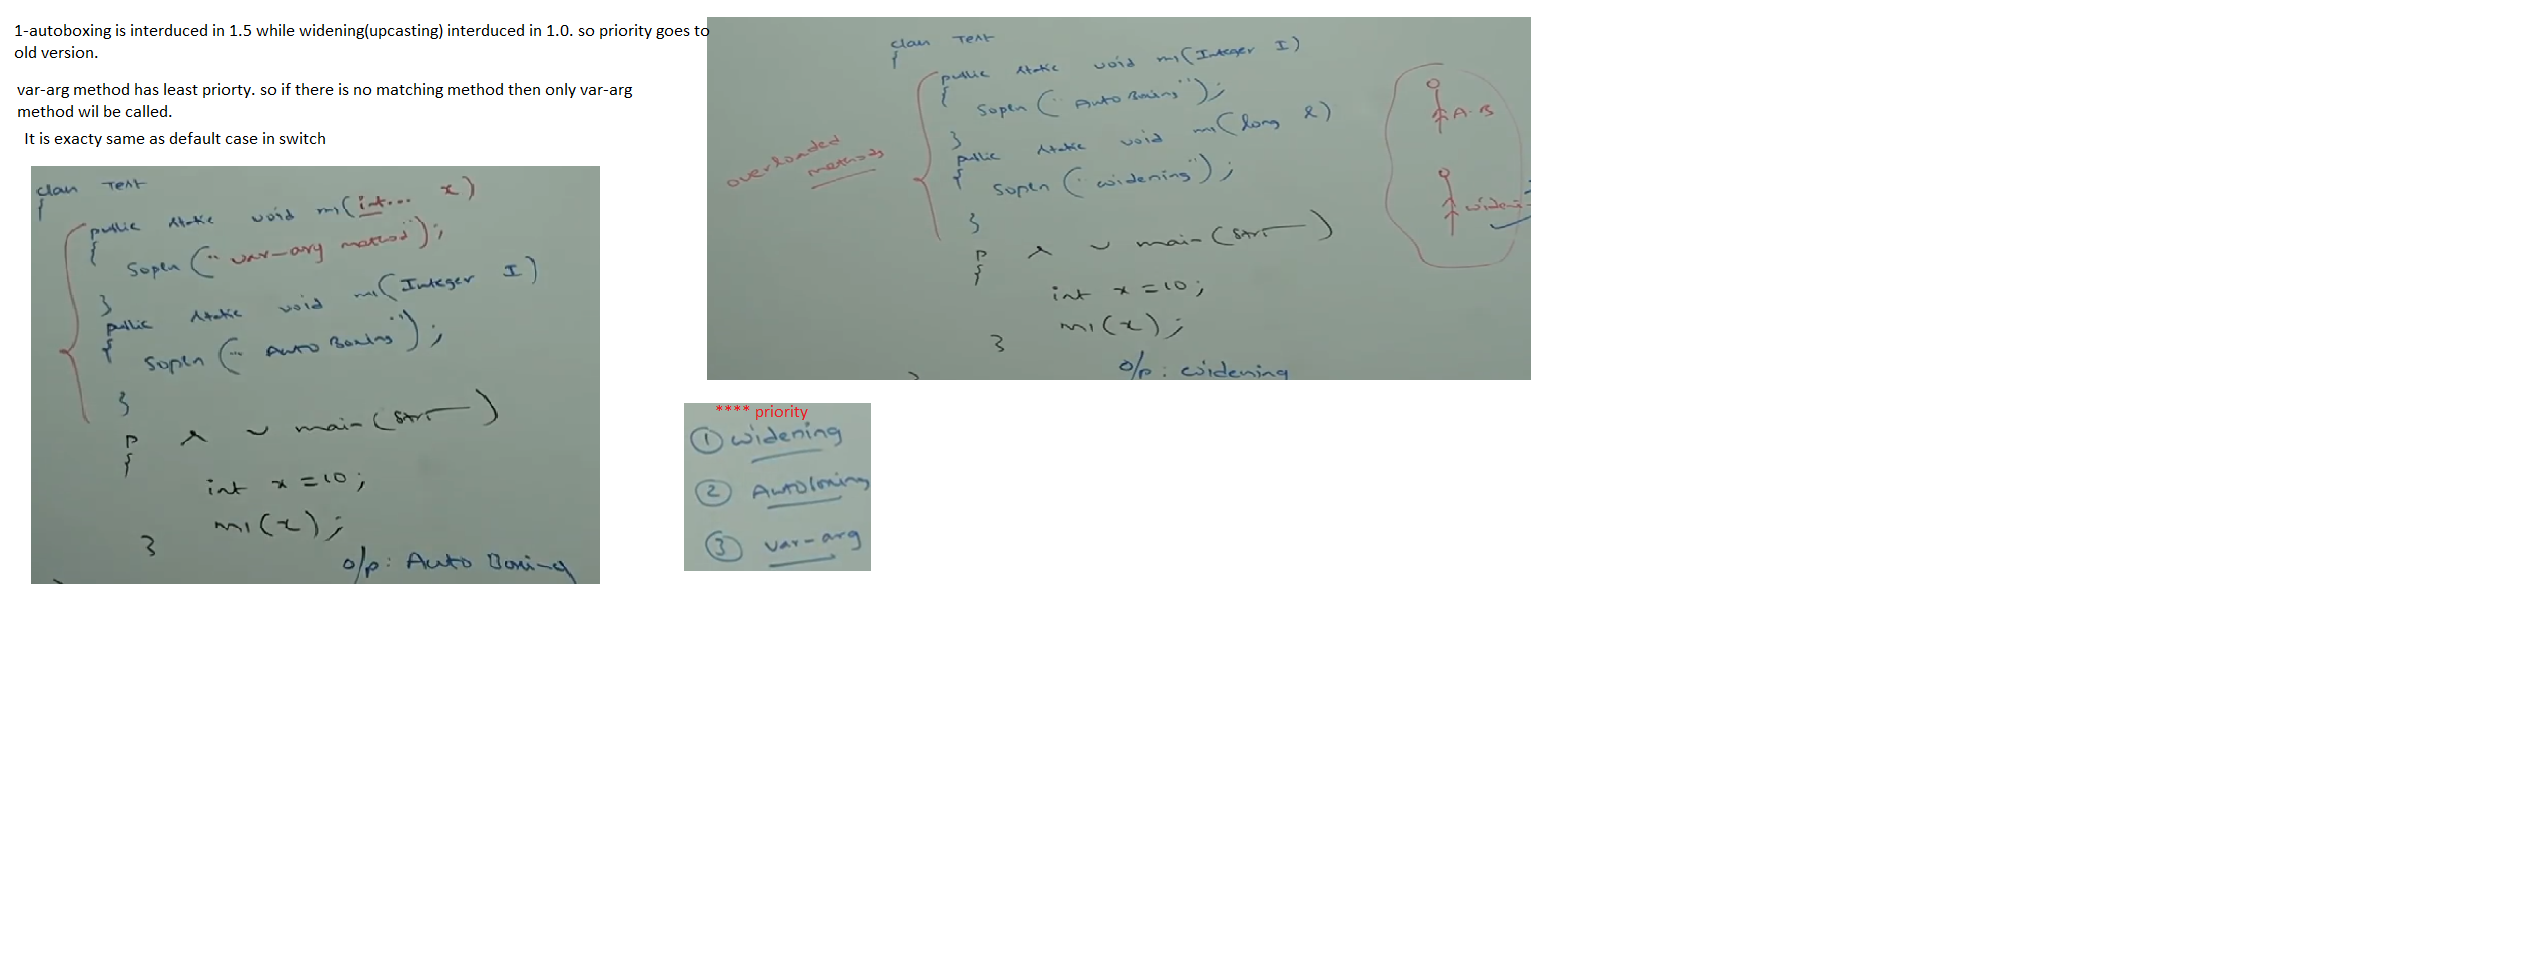 1-autoboxing is interduced in 1.5 while widening(upcasting) interduced in 1.0. so priority goes to
old version.
var-arg method has least priorty. so if there is no matching method then only var-arg
method wil be called.
It is exacty same as default case in switch
class Test
{
public static void m1(int... x)
{
Sopln ("var-arg method");
}
public static void m1(Integer I)
{
Sopln ("Auto Boxing");
}
P s v main(Str
{
int x = 10;
m1(x);
}
o/p: Auto Boxing
class Test
{
public static void m1(Integer I)
{
Sopln ("Auto Boxing");
}
public static void m1(long l)
{
Sopln ("widening");
}
P s v main(Str
{
int x = 10;
m1(x);
}
o/p: widening
overloaded
methods
A.B
wideni
**** priority
① widening
② Autoboxing
③ var-arg